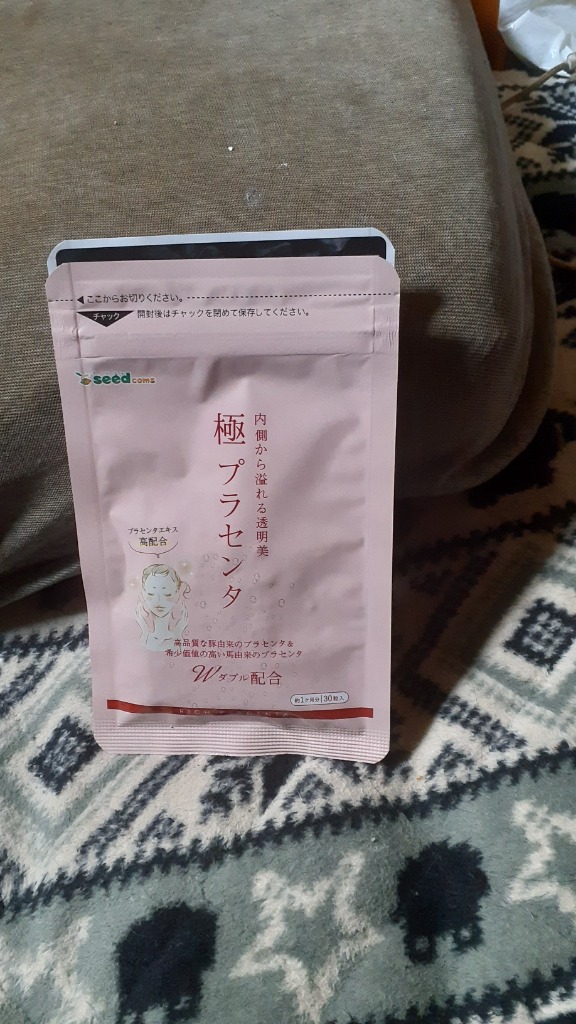 ここからお切りください。
チャック 開封後はチャックを閉めて保存してください。
seedcoms
内側から溢れる透明美
極プラセンタ
プラセンタエキス
高配合
高品質な豚由来のプラセンタ&
希少価値の高い馬由来のプラセンタ
Wダブル配合
約1ヶ月分 30粒入